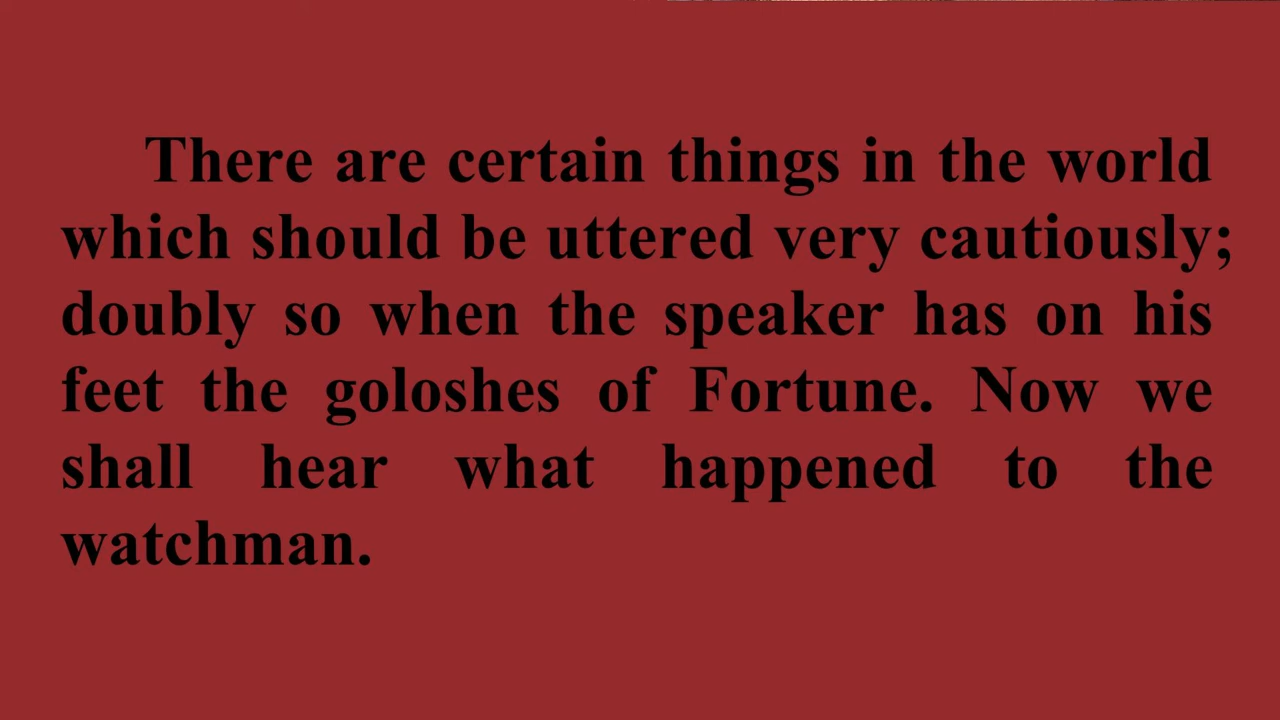 There are certain things in the world
which should be uttered very cautiously;
doubly so when the speaker has on his
feet the goloshes of Fortune. Now we
shall hear what happened to the
watchman.